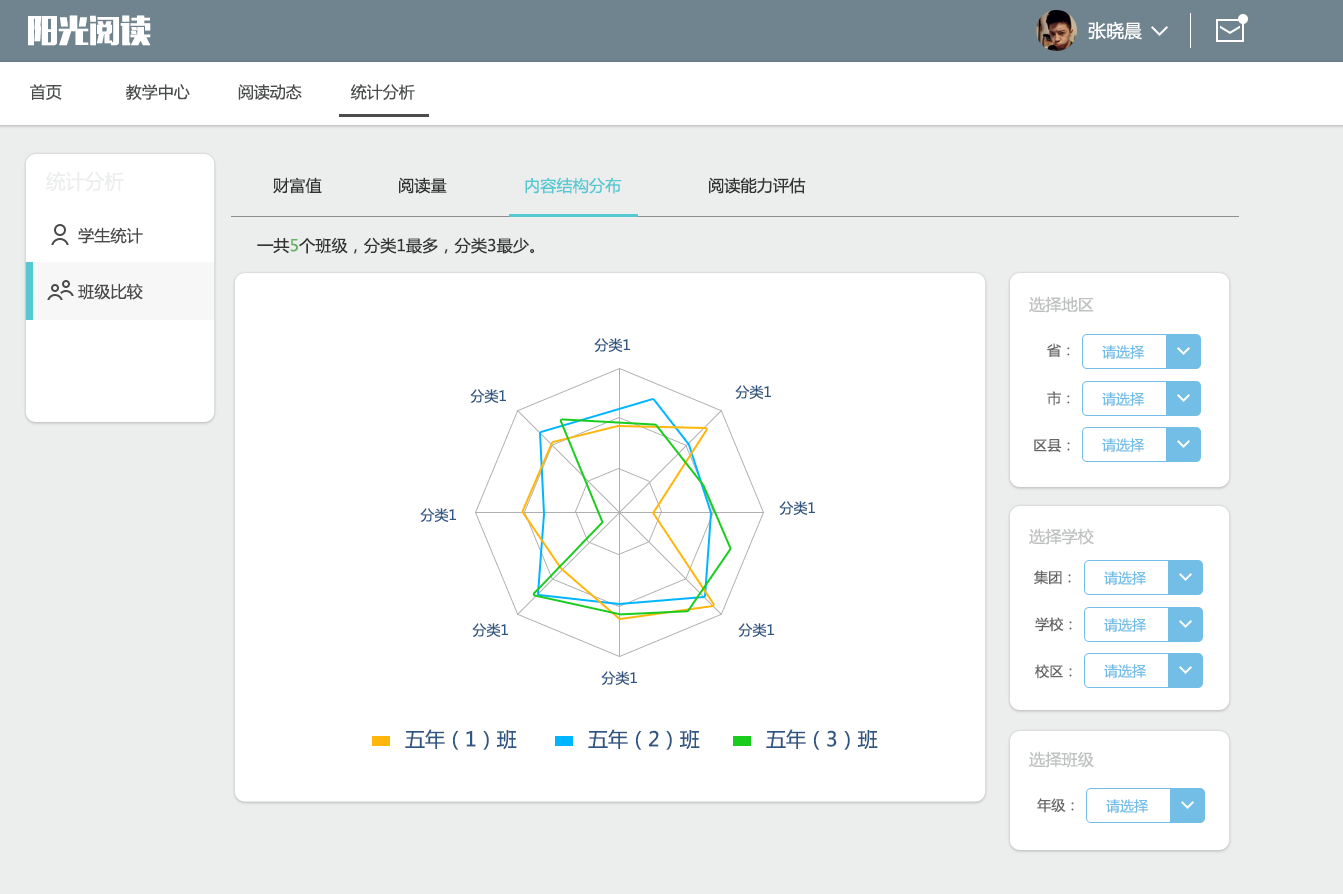 阳光阅读
张晓晨
首页 教学中心 阅读动态 统计分析
统计分析
学生统计
班级比较
财富值 阅读量 内容结构分布 阅读能力评估
一共5个班级，分类1最多，分类3最少。
分类1
分类1
分类1
分类1
分类1
分类1
分类1
分类1
五年（1）班 五年（2）班 五年（3）班
选择地区
省： 请选择
市： 请选择
区县： 请选择
选择学校
集团： 请选择
学校： 请选择
校区： 请选择
选择班级
年级： 请选择